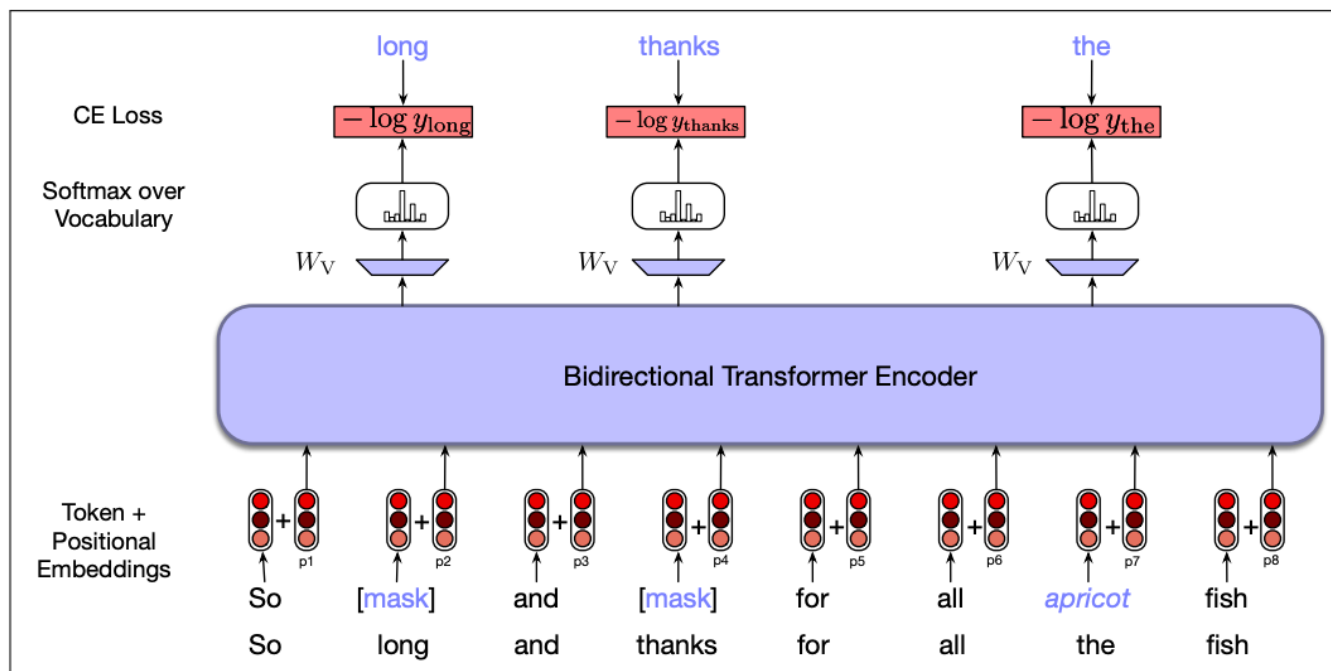 long thanks the
CE Loss − log y_long − log y_thanks − log y_the
Softmax over
Vocabulary
W_V W_V W_V
Bidirectional Transformer Encoder
Token +
Positional
Embeddings
+ + + + + + + +
p1 p2 p3 p4 p5 p6 p7 p8
So [mask] and [mask] for all apricot fish
So long and thanks for all the fish